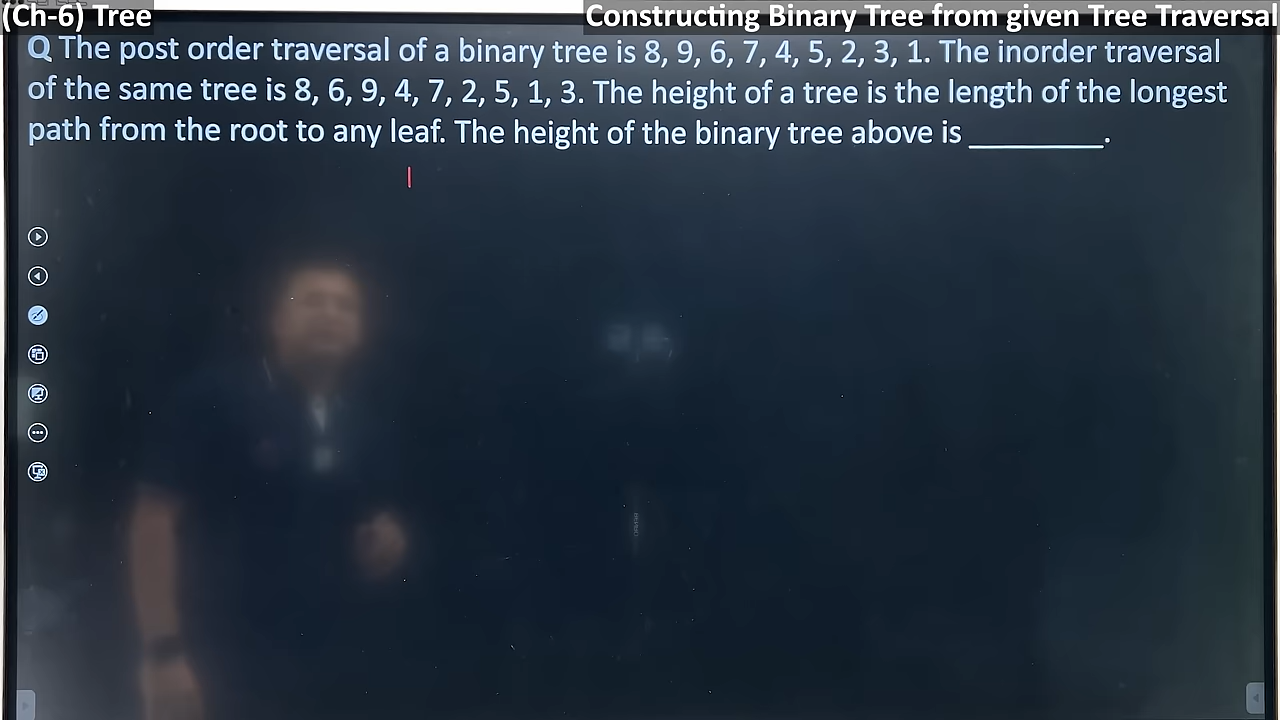 (Ch-6) Tree
Constructing Binary Tree from given Tree Traversal
Q The post order traversal of a binary tree is 8, 9, 6, 7, 4, 5, 2, 3, 1. The inorder traversal
of the same tree is 8, 6, 9, 4, 7, 2, 5, 1, 3. The height of a tree is the length of the longest
path from the root to any leaf. The height of the binary tree above is ________.